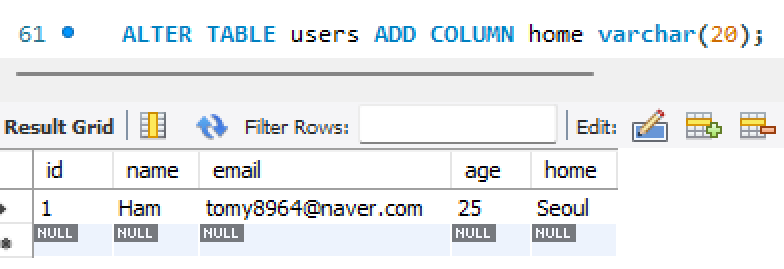 61 ALTER TABLE users ADD COLUMN home varchar(20);
Result Grid Filter Rows: Edit:
id name email age home
1 Ham tomy8964@naver.com 25 Seoul
NULL NULL NULL NULL NULL